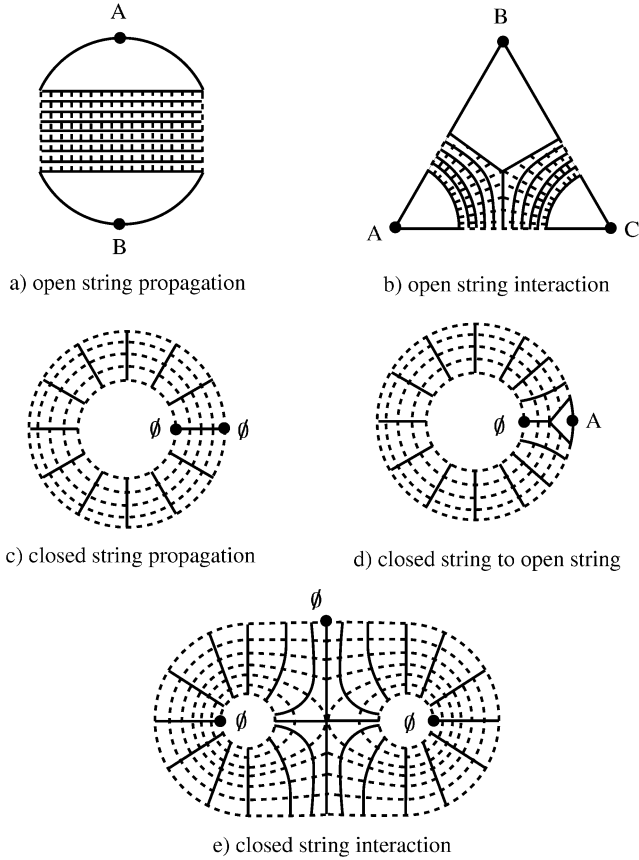 A
B
a) open string propagation
B
A
C
b) open string interaction
ø ø
c) closed string propagation
ø A
d) closed string to open string
ø
ø ø
e) closed string interaction